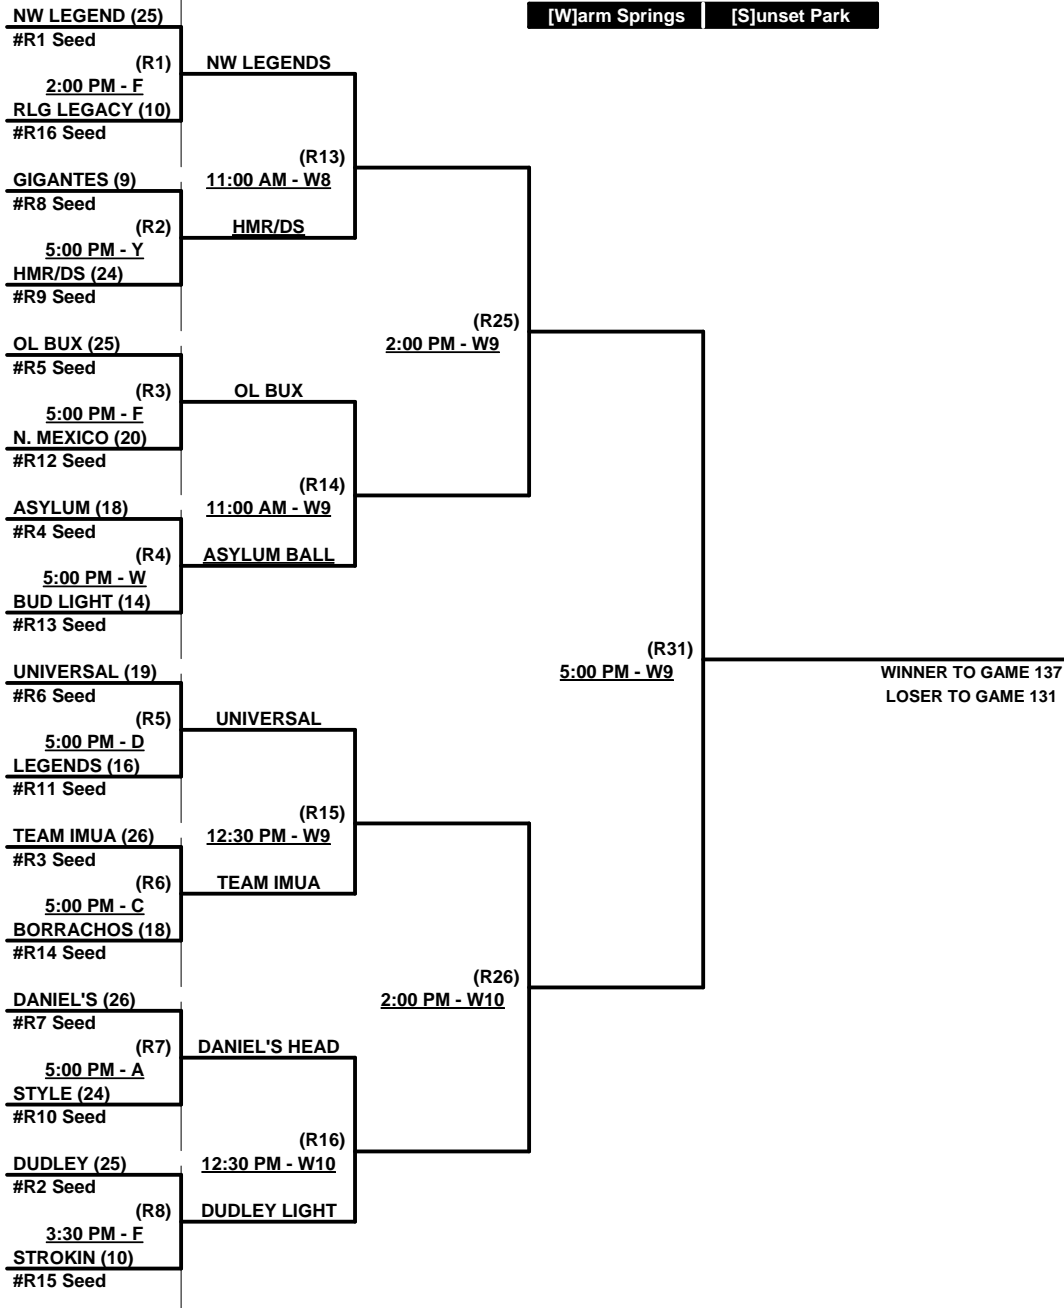 NW LEGEND (25)
[W]arm Springs
[S]unset Park
#R1 Seed
(R1)
NW LEGENDS
2:00 PM - F
RLG LEGACY (10)
#R16 Seed
(R13)
11:00 AM - W8
GIGANTES (9)
#R8 Seed
(R2)
HMR/DS
5:00 PM - Y
HMR/DS (24)
#R9 Seed
(R25)
2:00 PM - W9
OL BUX (25)
#R5 Seed
(R3)
OL BUX
5:00 PM - F
N. MEXICO (20)
#R12 Seed
(R14)
11:00 AM - W9
ASYLUM (18)
#R4 Seed
(R4)
ASYLUM BALL
5:00 PM - W
BUD LIGHT (14)
#R13 Seed
(R31)
5:00 PM - W9
WINNER TO GAME 137
LOSER TO GAME 131
UNIVERSAL (19)
#R6 Seed
(R5)
UNIVERSAL
5:00 PM - D
LEGENDS (16)
#R11 Seed
(R15)
12:30 PM - W9
TEAM IMUA (26)
#R3 Seed
(R6)
TEAM IMUA
5:00 PM - C
BORRACHOS (18)
#R14 Seed
(R26)
2:00 PM - W10
DANIEL'S (26)
#R7 Seed
(R7)
DANIEL'S HEAD
5:00 PM - A
STYLE (24)
#R10 Seed
(R16)
12:30 PM - W10
DUDLEY (25)
#R2 Seed
(R8)
DUDLEY LIGHT
3:30 PM - F
STROKIN (10)
#R15 Seed